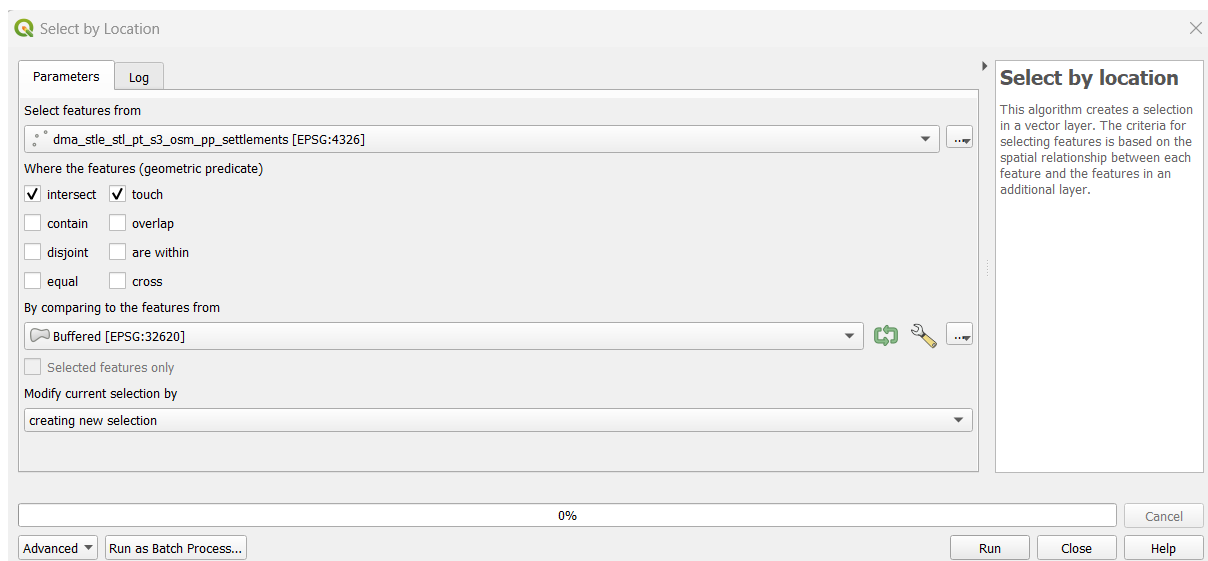 Select by Location
Parameters
Log
Select features from
dma_stle_stl_pt_s3_osm_pp_settlements [EPSG:4326]
...
Where the features (geometric predicate)
intersect
touch
contain
overlap
disjoint
are within
equal
cross
By comparing to the features from
Buffered [EPSG:32620]
...
Selected features only
Modify current selection by
creating new selection
Select by location
This algorithm creates a selection
in a vector layer. The criteria for
selecting features is based on the
spatial relationship between each
feature and the features in an
additional layer.
0%
Cancel
Advanced
Run as Batch Process...
Run
Close
Help